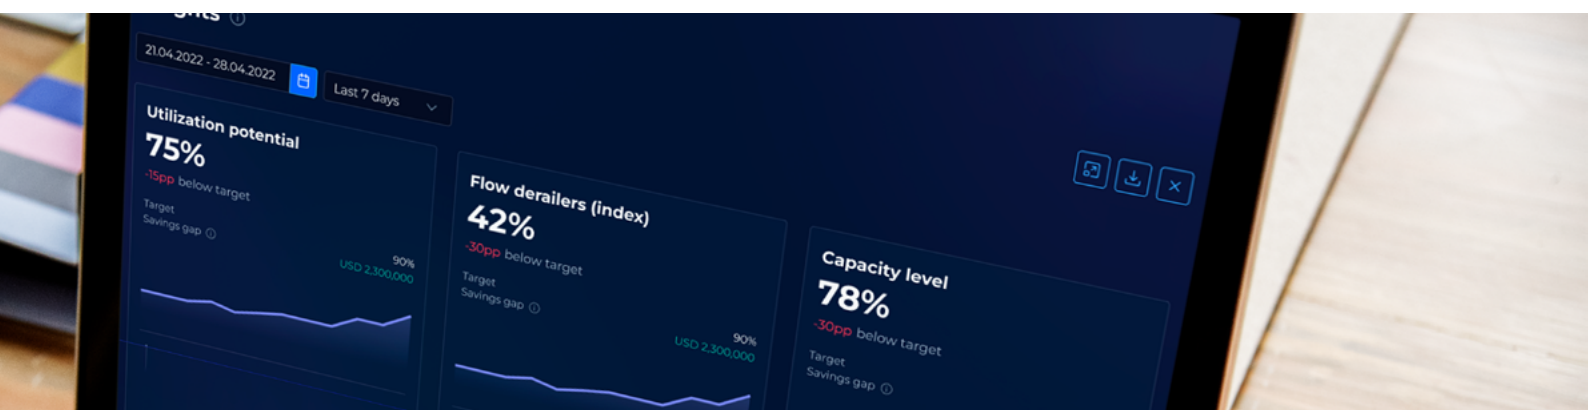 21.04.2022 - 28.04.2022
Last 7 days
Utilization potential
75%
-15pp below target
Target
90%
Savings gap
USD 2,300,000
Flow derailers (index)
42%
-30pp below target
Target
90%
Savings gap
USD 2,300,000
Capacity level
78%
-30pp below target
Target
Savings gap